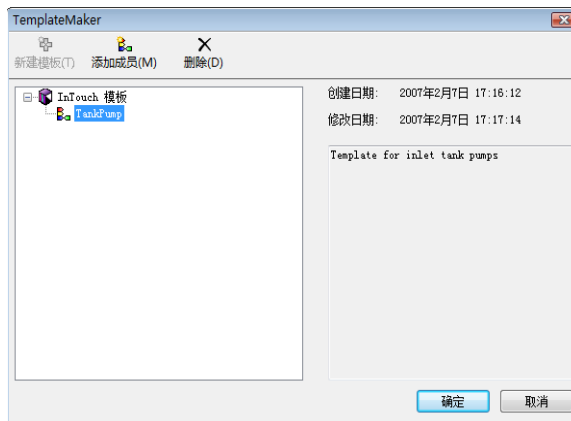 TemplateMaker
新建模板(T) 添加成员(M) 删除(D)
InTouch 模板
TankPump
创建日期: 2007年2月7日 17:16:12
修改日期: 2007年2月7日 17:17:14
Template for inlet tank pumps
确定 取消